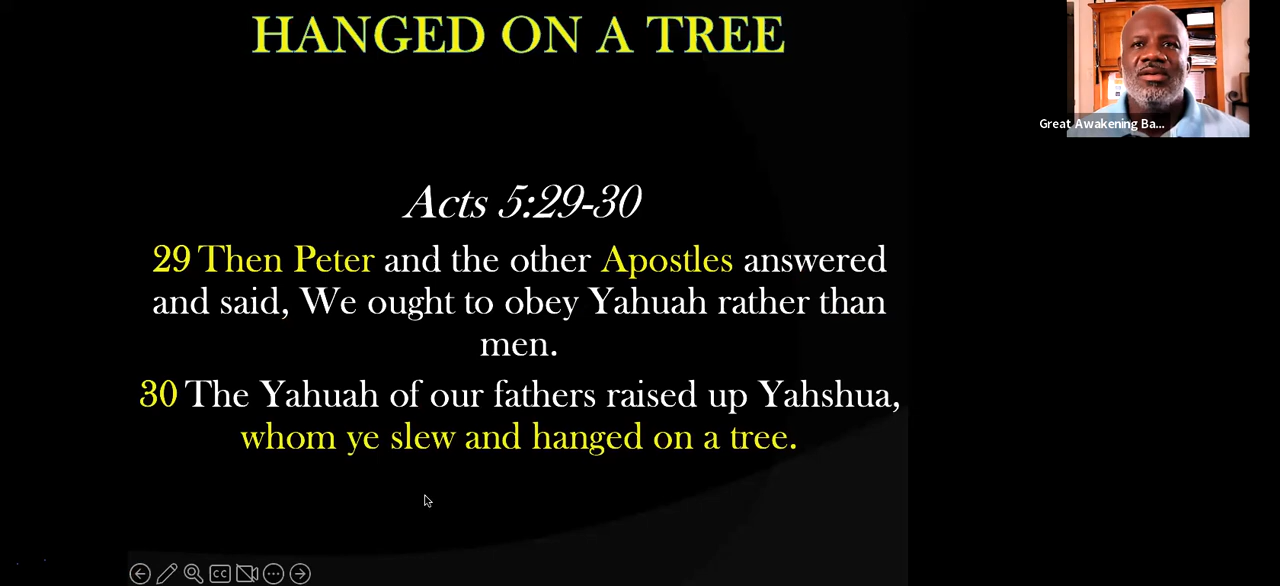 HANGED ON A TREE
Great Awakening Ba...
Acts 5:29-30
29 Then Peter and the other Apostles answered
and said, We ought to obey Yahuah rather than
men.
30 The Yahuah of our fathers raised up Yahshua,
whom ye slew and hanged on a tree.
CC